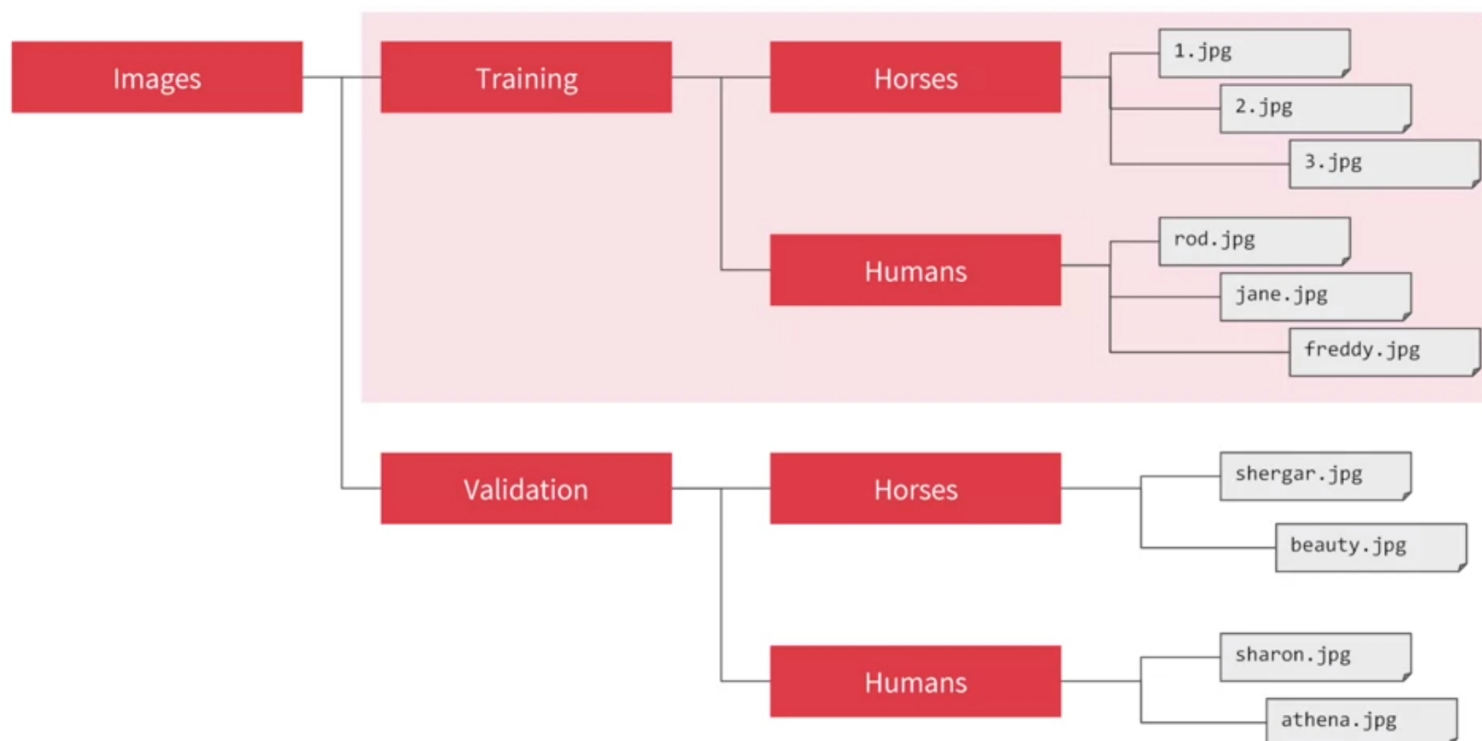 Images
Training
Horses
1.jpg
2.jpg
3.jpg
Humans
rod.jpg
jane.jpg
freddy.jpg
Validation
Horses
shergar.jpg
beauty.jpg
Humans
sharon.jpg
athena.jpg